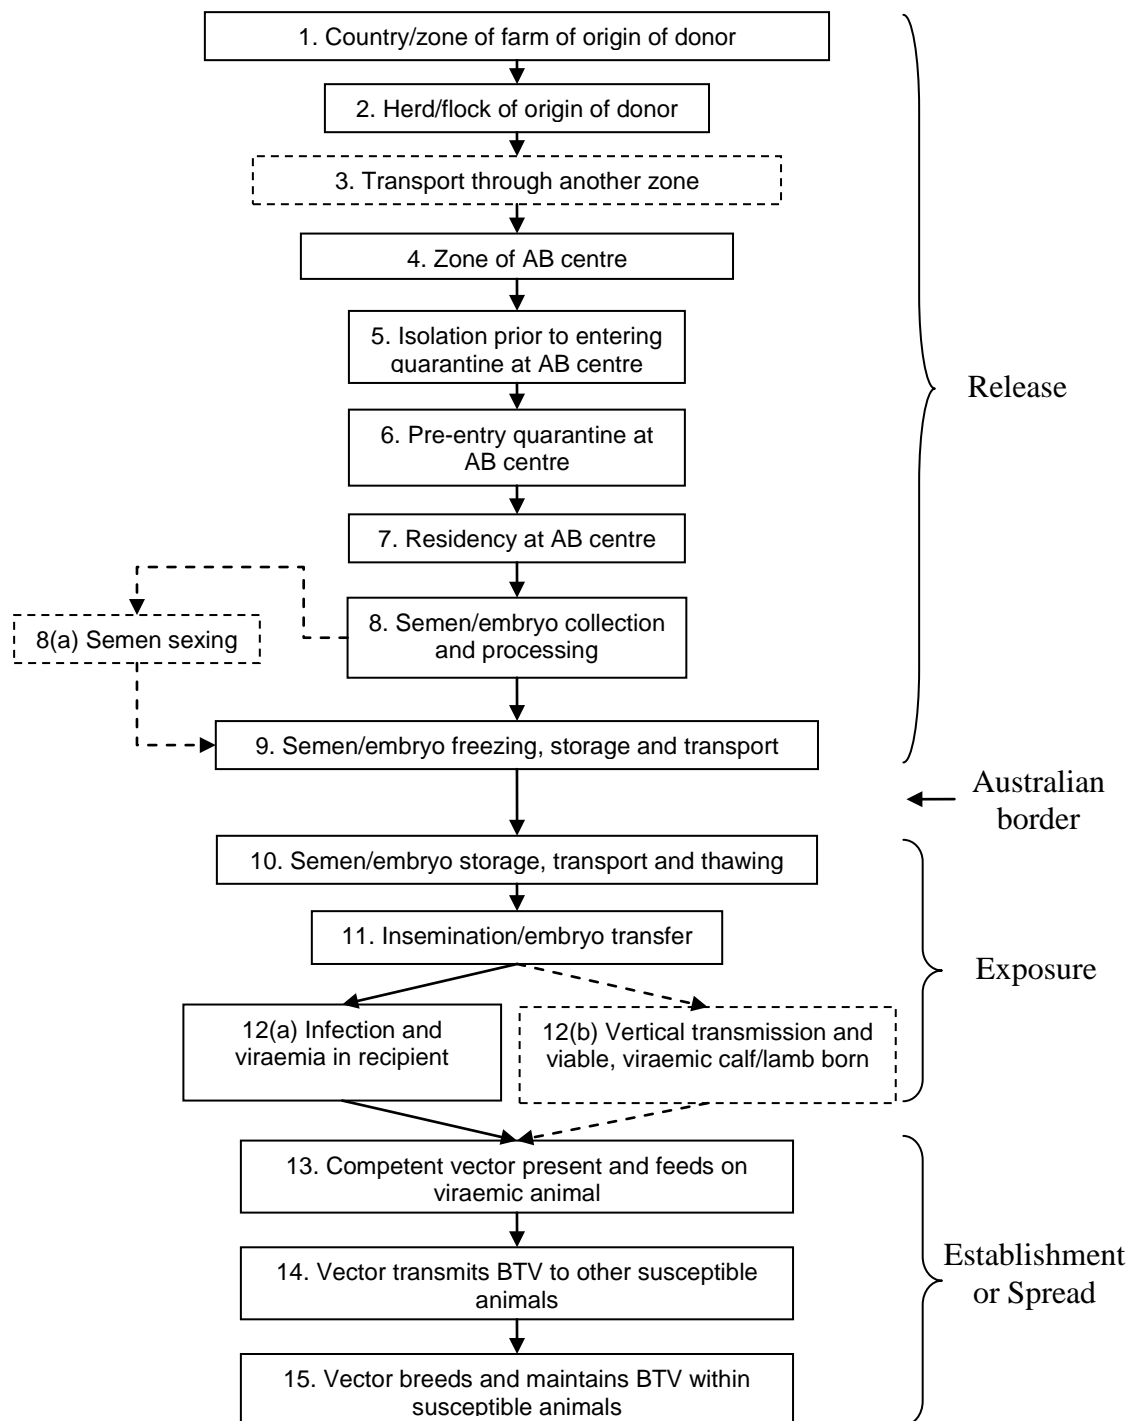 1. Country/zone of farm of origin of donor
2. Herd/flock of origin of donor
3. Transport through another zone
4. Zone of AB centre
5. Isolation prior to entering
quarantine at AB centre
Release
6. Pre-entry quarantine at
AB centre
7. Residency at AB centre
8(a) Semen sexing
8. Semen/embryo collection
and processing
9. Semen/embryo freezing, storage and transport
Australian
border
10. Semen/embryo storage, transport and thawing
11. Insemination/embryo transfer
Exposure
12(a) Infection and
viraemia in recipient
12(b) Vertical transmission and
viable, viraemic calf/lamb born
13. Competent vector present and feeds on
viraemic animal
14. Vector transmits BTV to other susceptible
animals
Establishment
or Spread
15. Vector breeds and maintains BTV within
susceptible animals